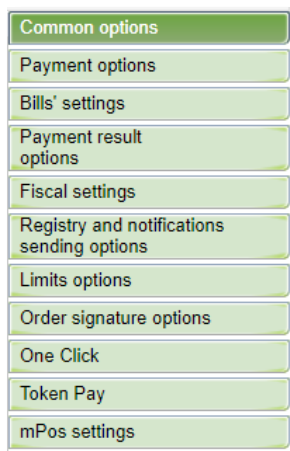 Common options
Payment options
Bills' settings
Payment result
options
Fiscal settings
Registry and notifications
sending options
Limits options
Order signature options
One Click
Token Pay
mPos settings